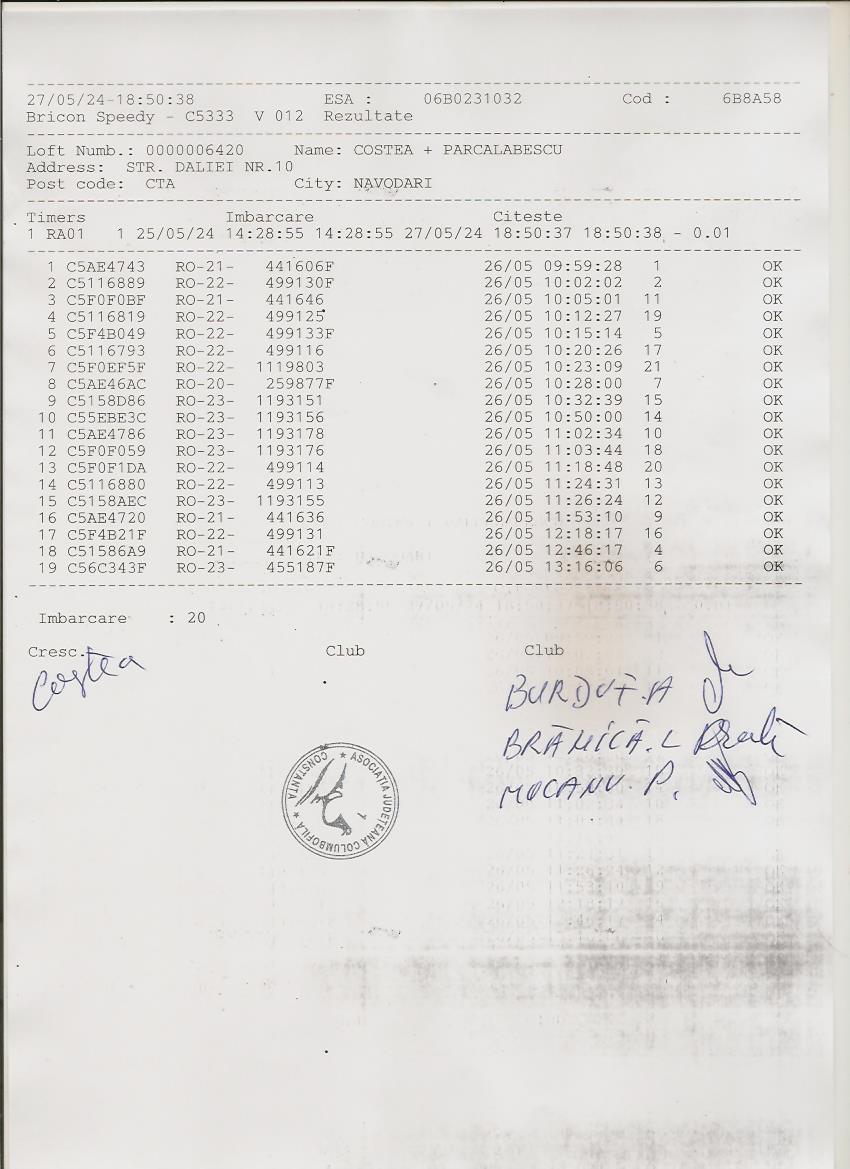 27/05/24-18:50:38 ESA : 06B0231032 Cod : 6B8A58
Bricon Speedy - C5333 V 012 Rezultate
Loft Numb.: 0000006420 Name: COSTEA + PARCALABESCU
Address: STR. DALIEI NR.10
Post code: CTA City: NAVODARI
Timers Imbarcare Citeste
1 RA01 1 25/05/24 14:28:55 14:28:55 27/05/24 18:50:37 18:50:38 - 0.01
1 C5AE4743 RO-21- 441606F 26/05 09:59:28 1 OK
2 C5116889 RO-22- 499130F 26/05 10:02:02 2 OK
3 C5F0F0BF RO-21- 441646 26/05 10:05:01 11 OK
4 C5116819 RO-22- 499125 26/05 10:12:27 19 OK
5 C5F4B049 RO-22- 499133F 26/05 10:15:14 5 OK
6 C5116793 RO-22- 499116 26/05 10:20:26 17 OK
7 C5F0EF5F RO-22- 1119803 26/05 10:23:09 21 OK
8 C5AE46AC RO-20- 259877F 26/05 10:28:00 7 OK
9 C5158D86 RO-23- 1193151 26/05 10:32:39 15 OK
10 C55EBE3C RO-23- 1193156 26/05 10:50:00 14 OK
11 C5AE4786 RO-23- 1193178 26/05 11:02:34 10 OK
12 C5F0F059 RO-23- 1193176 26/05 11:03:44 18 OK
13 C5F0F1DA RO-22- 499114 26/05 11:18:48 20 OK
14 C5116880 RO-22- 499113 26/05 11:24:31 13 OK
15 C5158AEC RO-23- 1193155 26/05 11:26:24 12 OK
16 C5AE4720 RO-21- 441636 26/05 11:53:10 9 OK
17 C5F4B21F RO-22- 499131 26/05 12:18:17 16 OK
18 C51586A9 RO-21- 441621F 26/05 12:46:17 4 OK
19 C56C343F RO-23- 455187F 26/05 13:16:06 6 OK
Imbarcare : 20
Cresc. Club Club
Costea
BURDUF.A
BRĂMICĂ.L
MOCANU.P.
ASOCIATIA JUDETEANA COLUMBOFILA ★ CONSTANTA ★
1